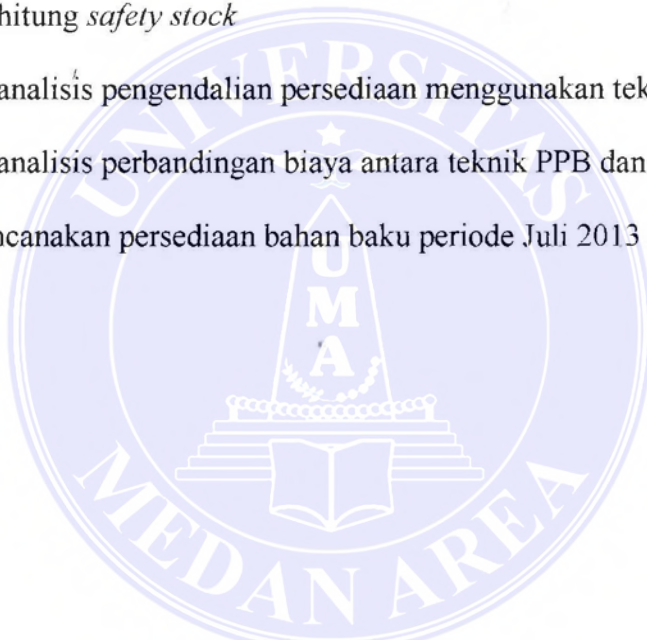 hitung safety stock
analisis pengendalian persediaan menggunakan tek
analisis perbandingan biaya antara teknik PPB dan
ncanakan persediaan bahan baku periode Juli 2013
UNIVERSITAS
UMA
MEDAN AREA